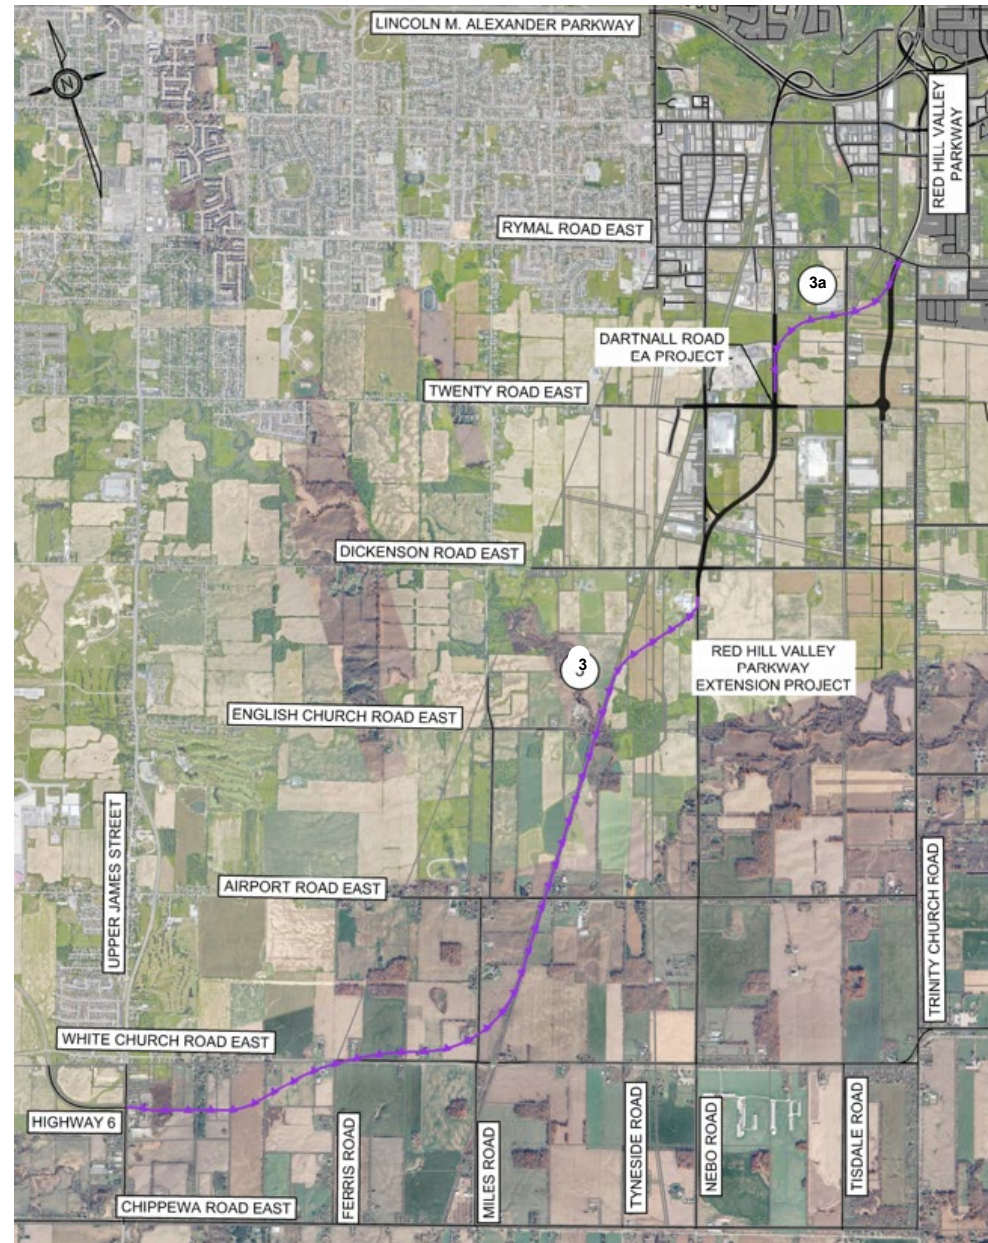 LINCOLN M. ALEXANDER PARKWAY
N
RED HILL VALLEY
PARKWAY
RYMAL ROAD EAST
3a
DARTNALL ROAD
EA PROJECT
TWENTY ROAD EAST
DICKENSON ROAD EAST
3
RED HILL VALLEY
PARKWAY
EXTENSION PROJECT
ENGLISH CHURCH ROAD EAST
UPPER JAMES STREET
AIRPORT ROAD EAST
TRINITY CHURCH ROAD
WHITE CHURCH ROAD EAST
HIGHWAY 6
FERRIS ROAD
MILES ROAD
TYNESIDE ROAD
NEBO ROAD
TISDALE ROAD
CHIPPEWA ROAD EAST